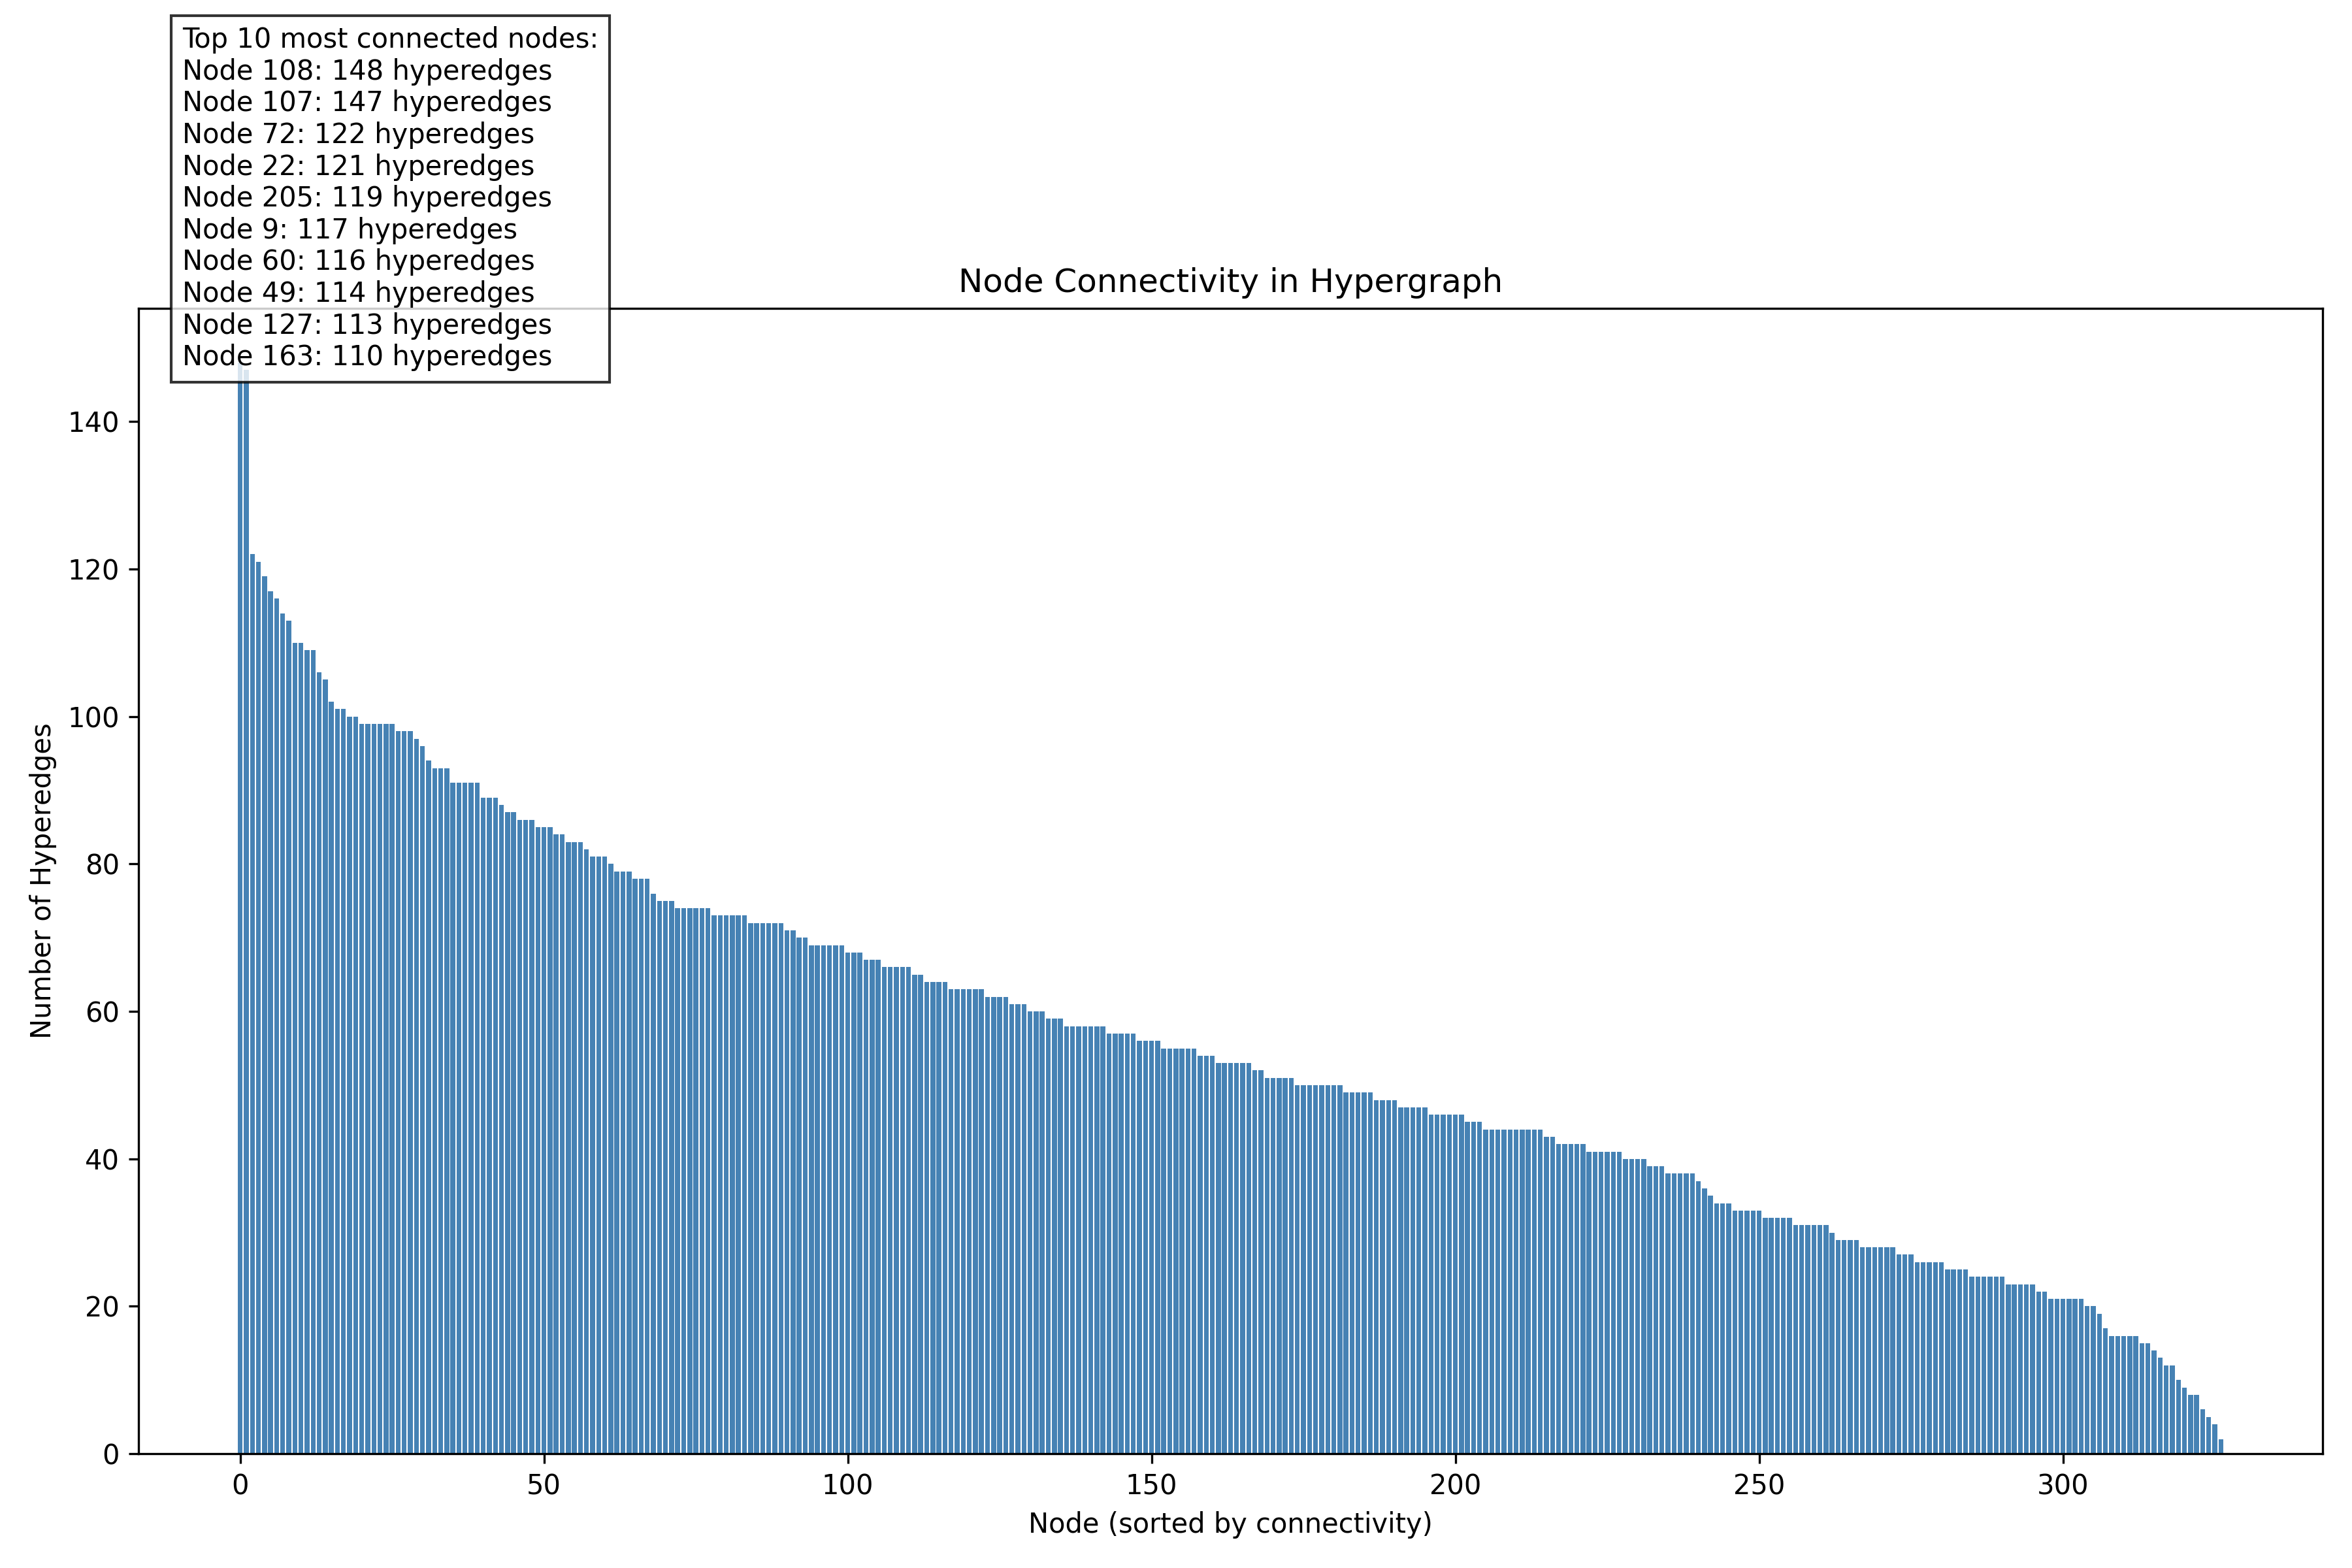 Top 10 most connected nodes:
Node 108: 148 hyperedges
Node 107: 147 hyperedges
Node 72: 122 hyperedges
Node 22: 121 hyperedges
Node 205: 119 hyperedges
Node 9: 117 hyperedges
Node 60: 116 hyperedges
Node 49: 114 hyperedges
Node 127: 113 hyperedges
Node 163: 110 hyperedges
Node Connectivity in Hypergraph
Number of Hyperedges
140
120
100
80
60
40
20
0
0 50 100 150 200 250 300
Node (sorted by connectivity)